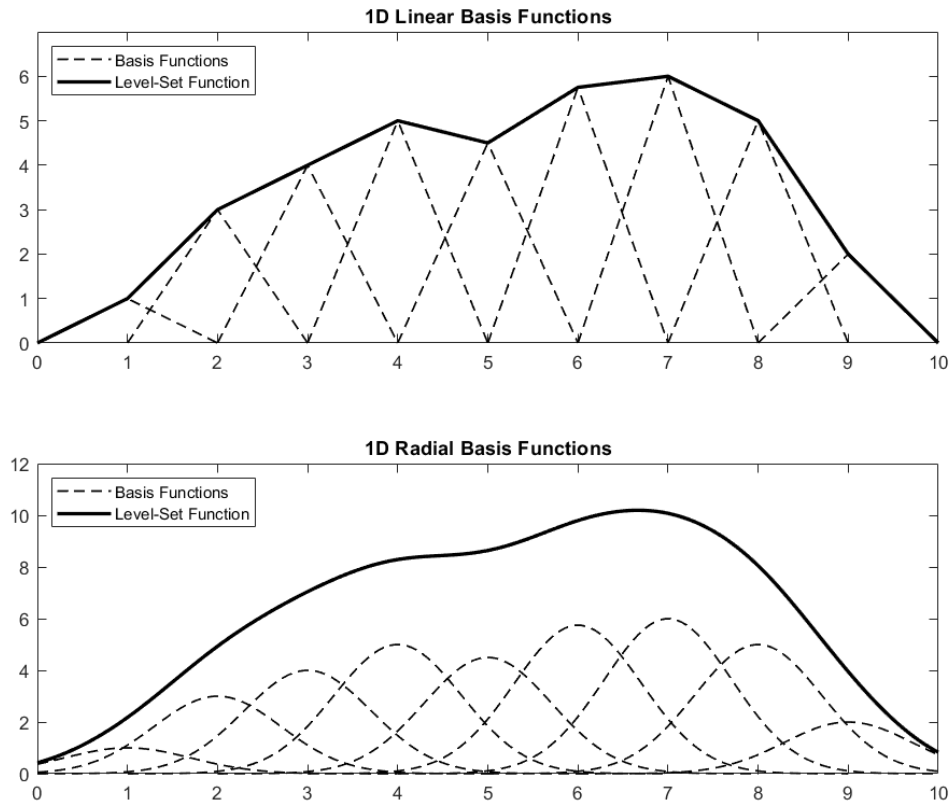 1D Linear Basis Functions
Basis Functions
Level-Set Function
6
5
4
3
2
1
0
0 1 2 3 4 5 6 7 8 9 10
1D Radial Basis Functions
12
Basis Functions
Level-Set Function
10
8
6
4
2
0
0 1 2 3 4 5 6 7 8 9 10